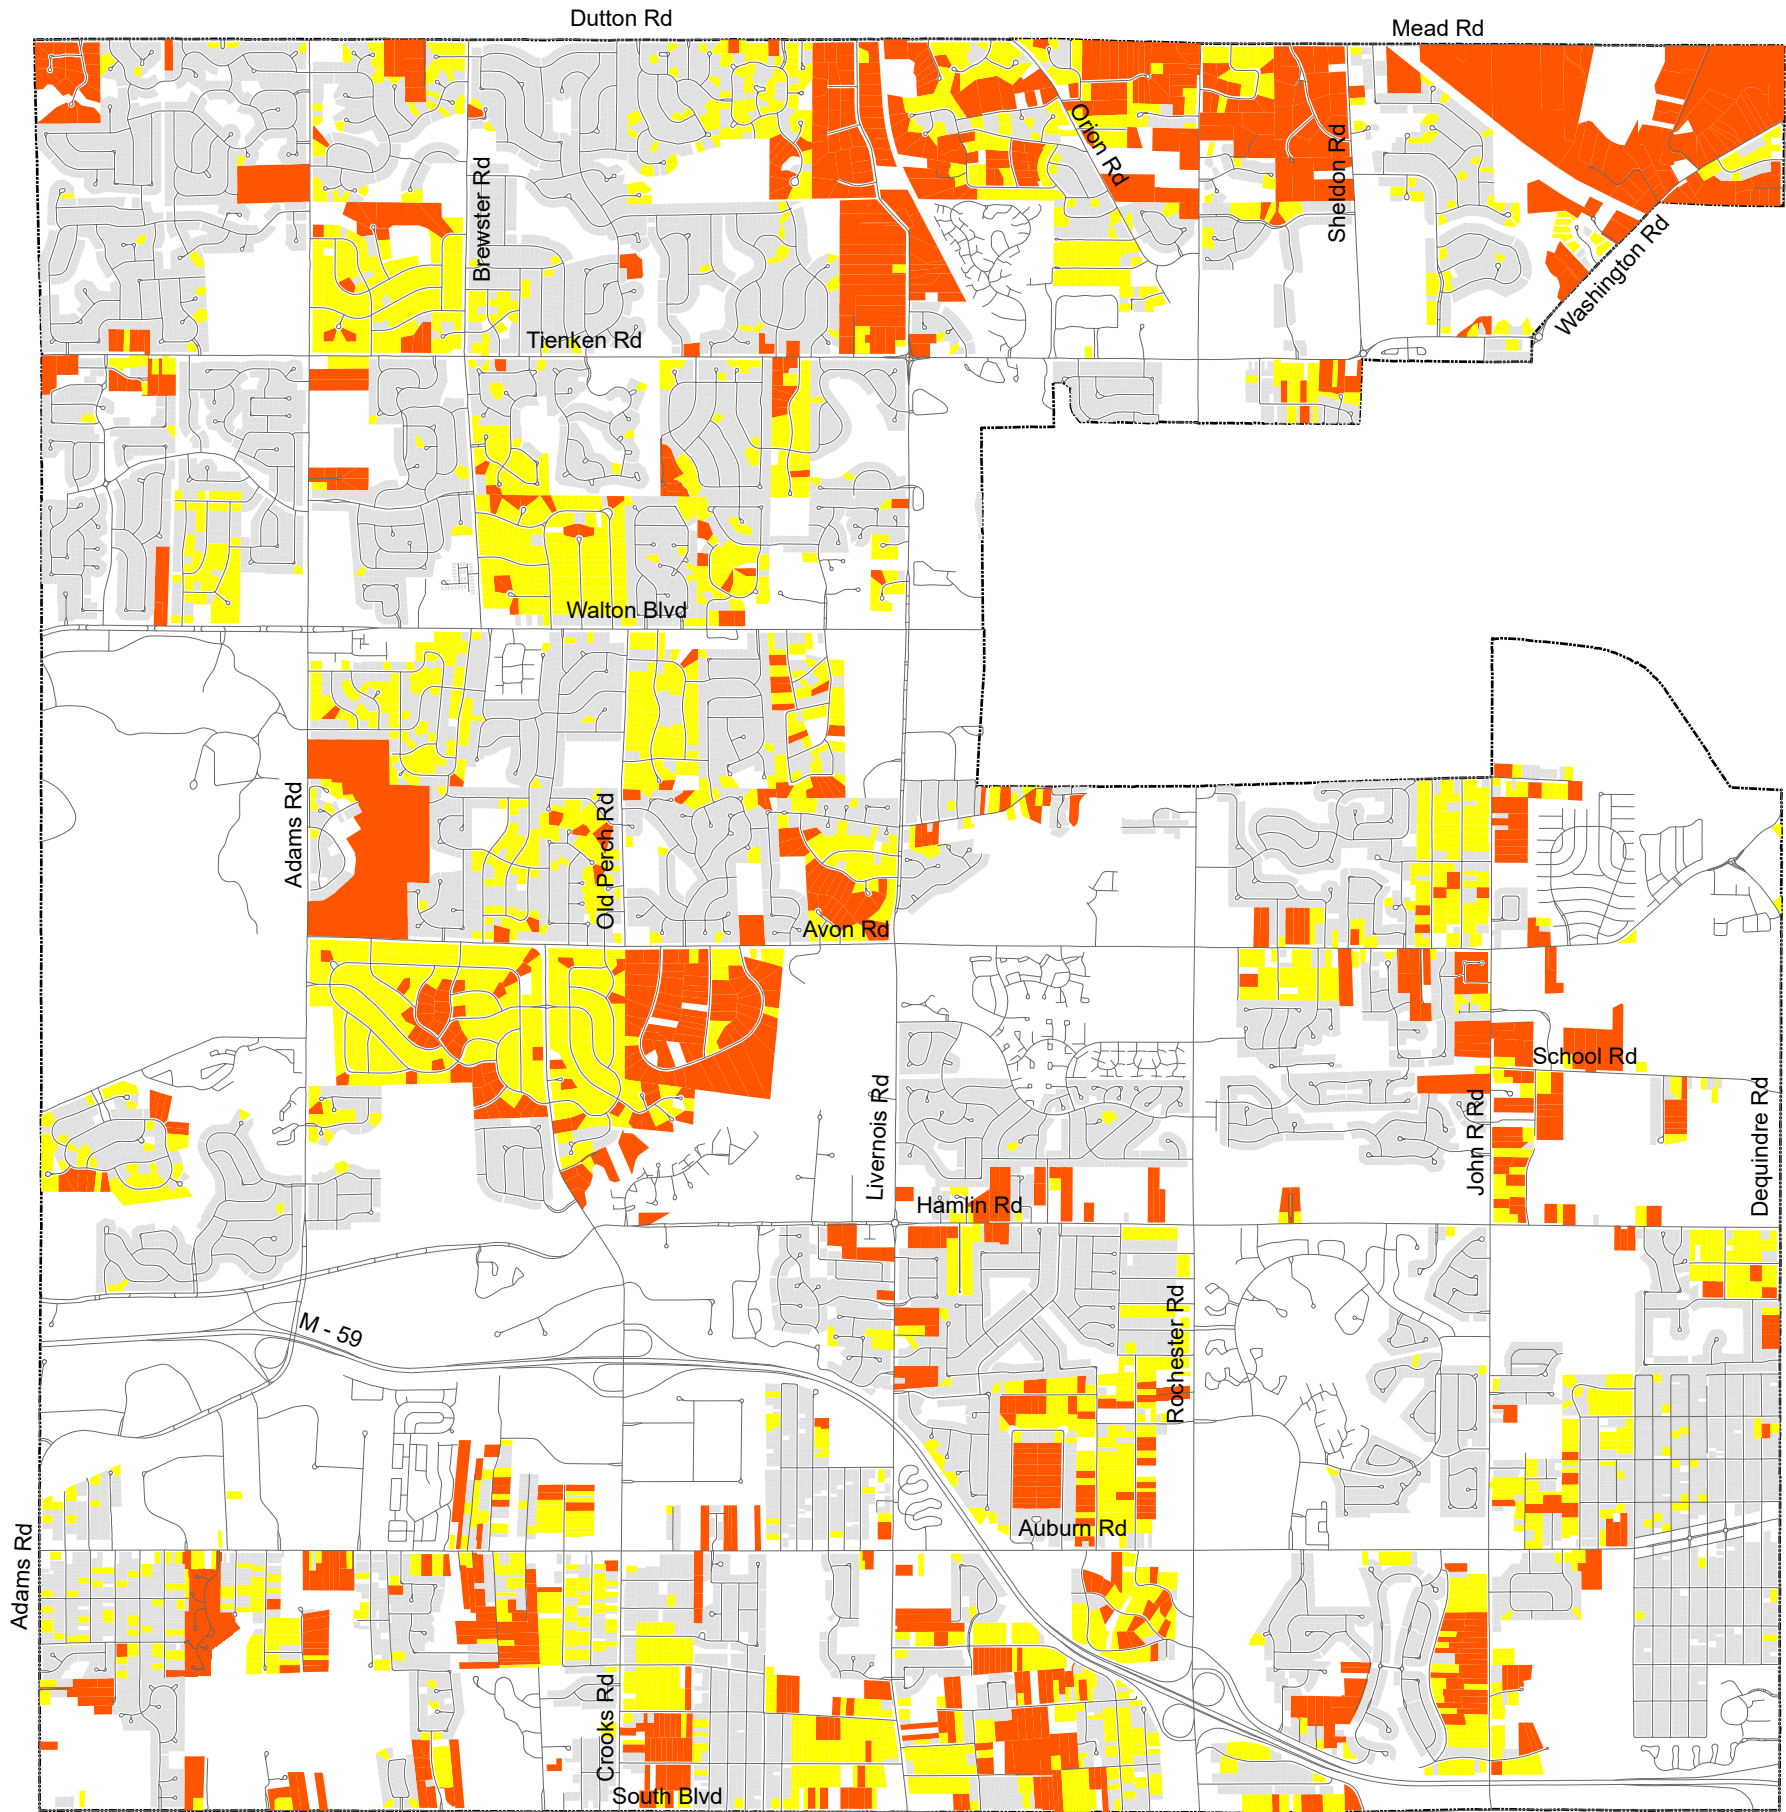 Dutton Rd
Mead Rd
Orion Rd
Sheldon Rd
Brewster Rd
Washington Rd
Tienken Rd
Walton Blvd
Adams Rd
Old Perch Rd
Avon Rd
School Rd
Livernois Rd
John R Rd
Dequindre Rd
Hamlin Rd
M - 59
Rochester Rd
Auburn Rd
Adams Rd
Crooks Rd
South Blvd